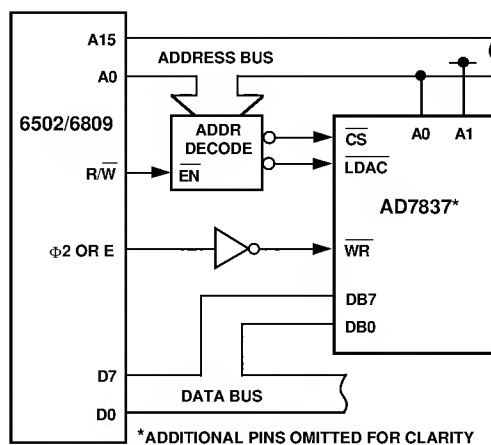 A15
ADDRESS BUS
A0
6502/6809
ADDR
DECODE
EN
CS
LDAC
A0 A1
R/W
AD7837*
Φ2 OR E
WR
DB7
DB0
D7
DATA BUS
D0
*ADDITIONAL PINS OMITTED FOR CLARITY